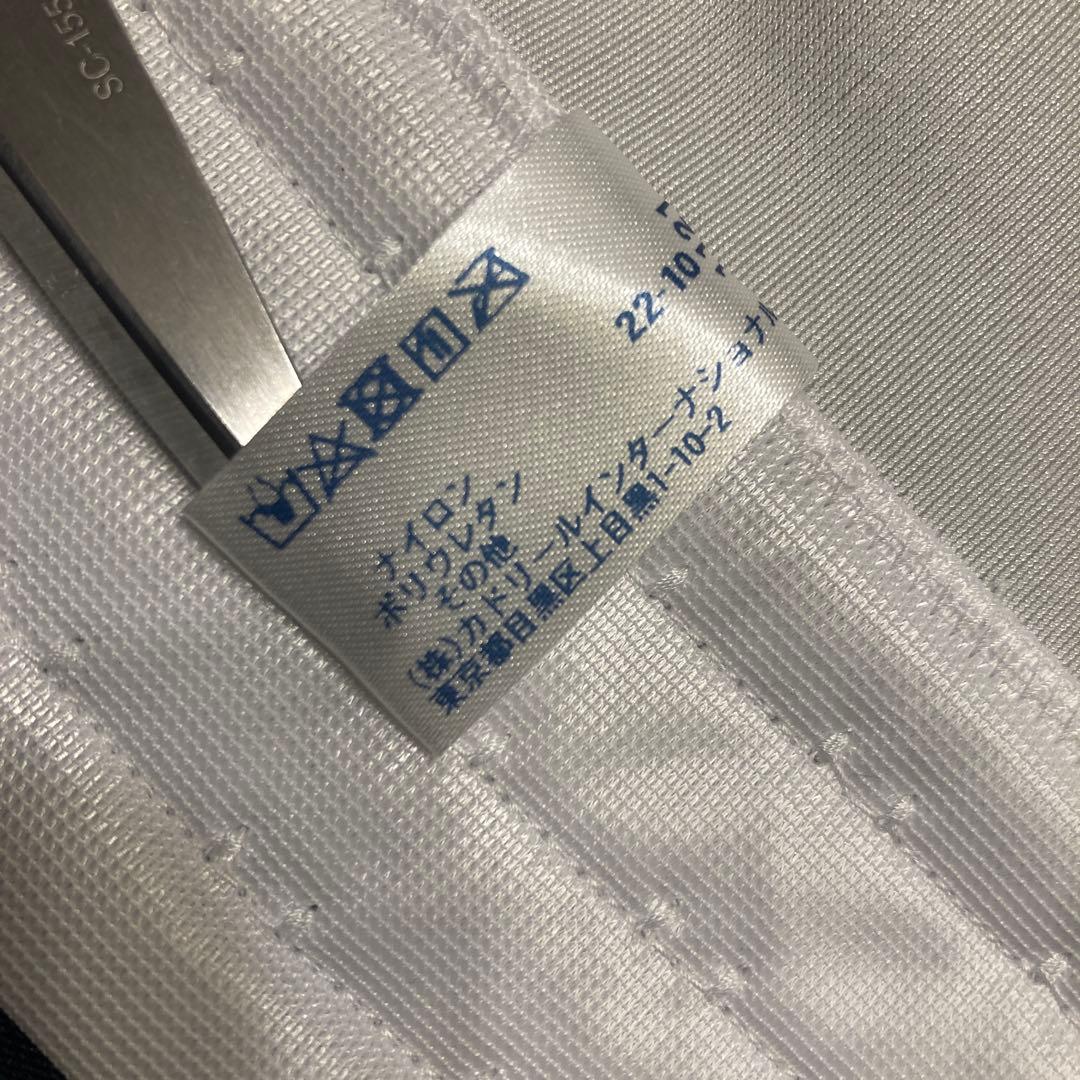 SC-155
22-10
ナイロン
ポリウレタン
その他
(株)カドリールインターナショナル
東京都目黒区上目黒1-10-2